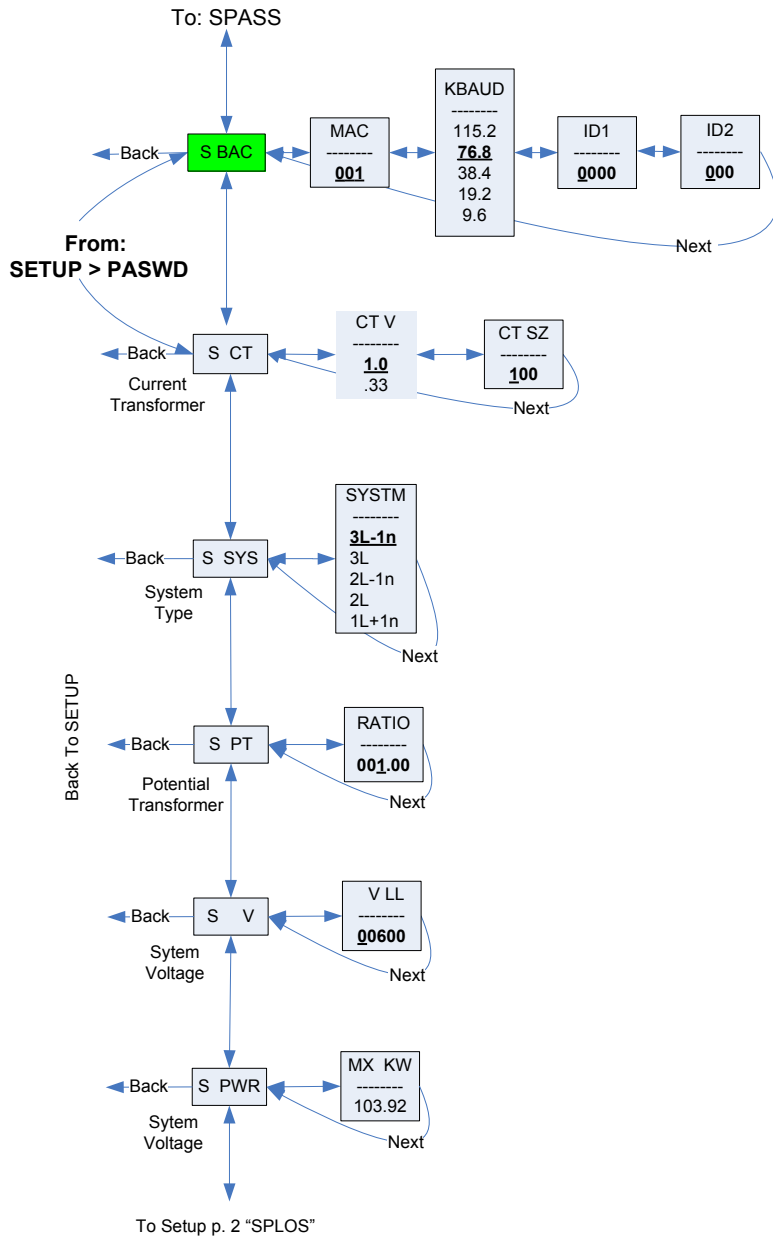 To: SPASS
Back
S BAC
MAC
--------
001
KBAUD
--------
115.2
76.8
38.4
19.2
9.6
ID1
--------
0000
ID2
--------
000
Next
From:
SETUP > PASWD
Back
S CT
Current
Transformer
CT V
--------
1.0
.33
CT SZ
--------
100
Next
Back
S SYS
System
Type
SYSTM
--------
3L-1n
3L
2L-1n
2L
1L+1n
Next
Back To SETUP
Back
S PT
Potential
Transformer
RATIO
--------
001.00
Next
Back
S V
Sytem
Voltage
V LL
--------
00600
Next
Back
S PWR
Sytem
Voltage
MX KW
--------
103.92
Next
To Setup p. 2 “SPLOS”